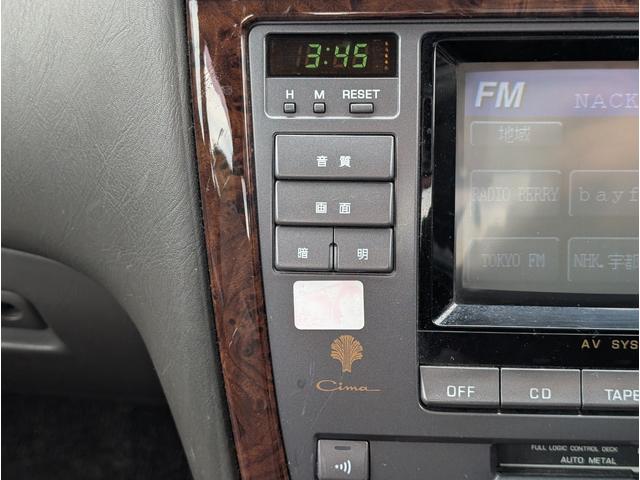 3:45
H M RESET
音質
画面
暗 明
FM NACK
地域
RADIO BERRY bayf
TOKYO FM NHK.宇都
AV SYS
Cima
OFF CD TAPE
FULL LOGIC CONTROL DECK
AUTO METAL